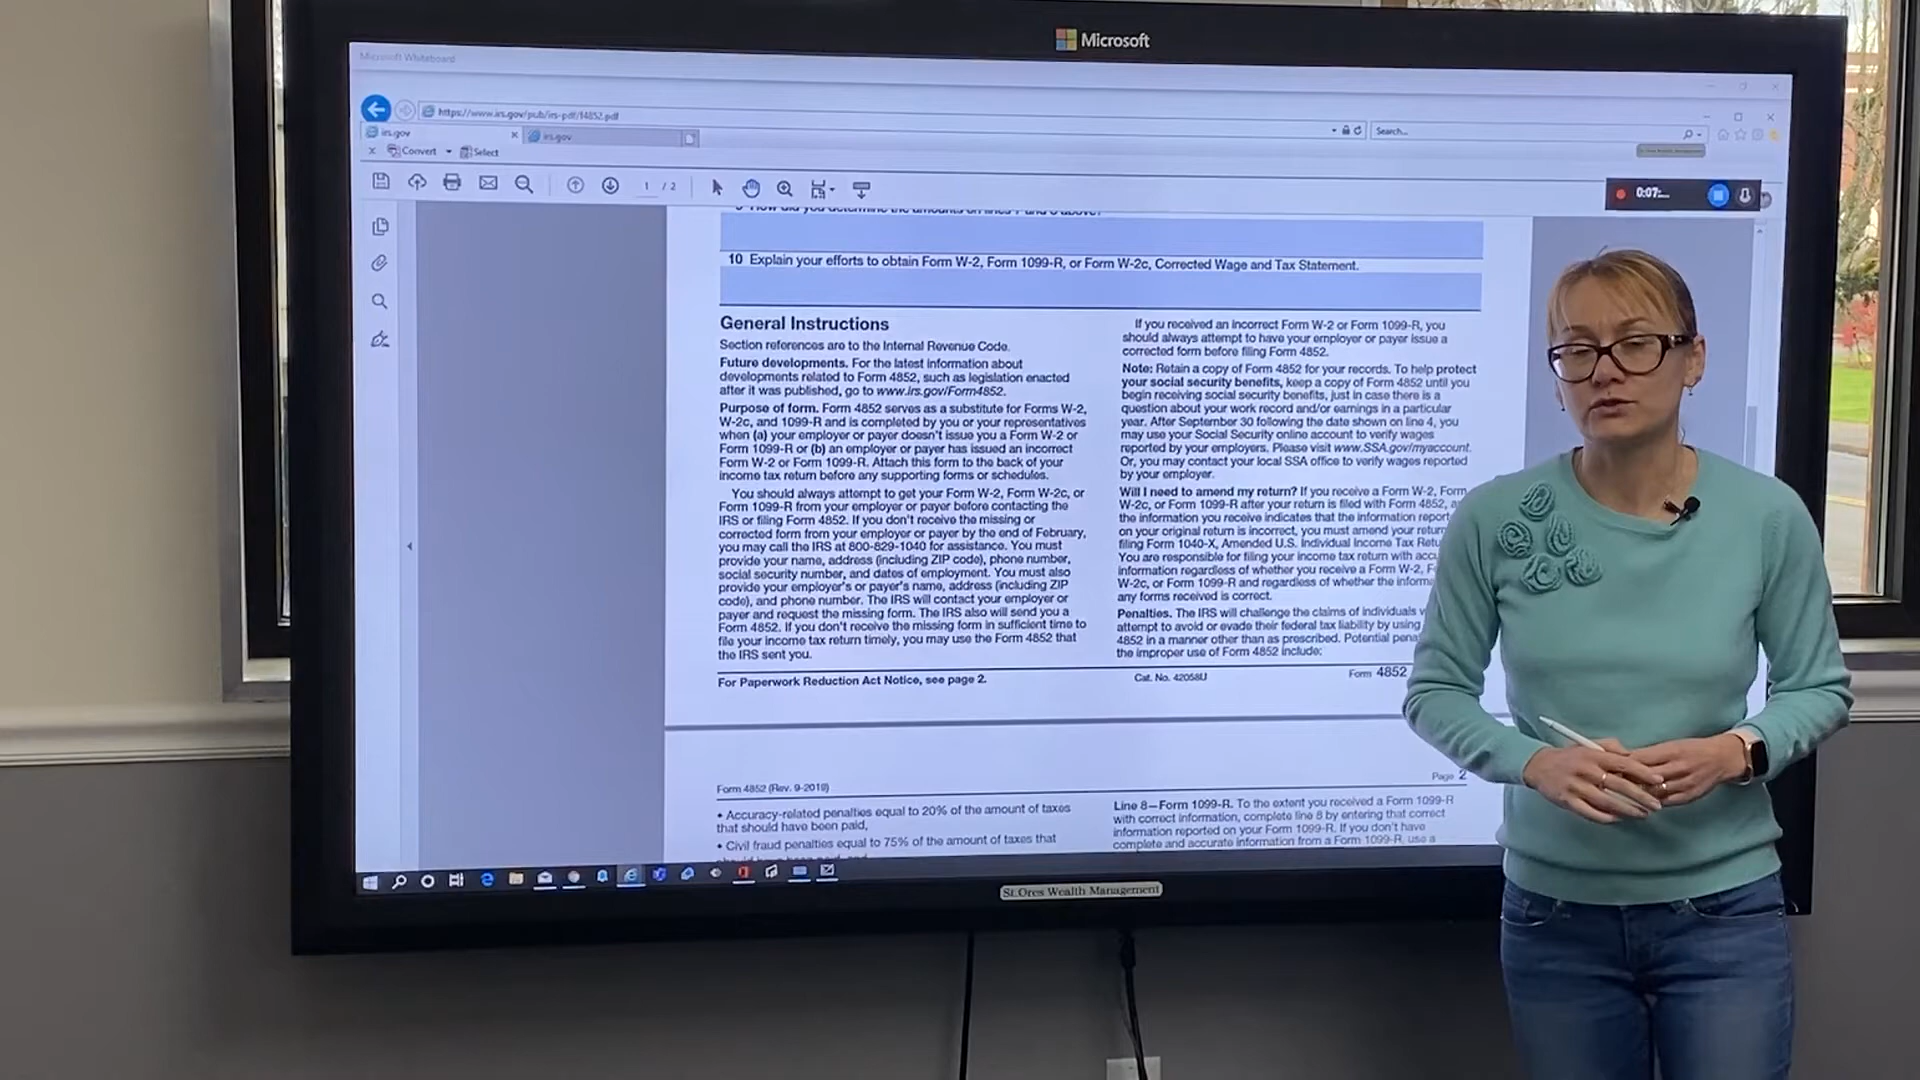 Microsoft
Microsoft Whiteboard
https://www.irs.gov/pub/irs-pdf/f4852.pdf
Search...
irs.gov
irs.gov
Convert
Select
1 / 2
0:07:...
10 Explain your efforts to obtain Form W-2, Form 1099-R, or Form W-2c, Corrected Wage and Tax Statement.
General Instructions
Section references are to the Internal Revenue Code.
Future developments. For the latest information about
developments related to Form 4852, such as legislation enacted
after it was published, go to www.irs.gov/Form4852.
Purpose of form. Form 4852 serves as a substitute for Forms W-2,
W-2c, and 1099-R and is completed by you or your representatives
when (a) your employer or payer doesn't issue you a Form W-2 or
Form 1099-R or (b) an employer or payer has issued an incorrect
Form W-2 or Form 1099-R. Attach this form to the back of your
income tax return before any supporting forms or schedules.
You should always attempt to get your Form W-2, Form W-2c, or
Form 1099-R from your employer or payer before contacting the
IRS or filing Form 4852. If you don't receive the missing or
corrected form from your employer or payer by the end of February,
you may call the IRS at 800-829-1040 for assistance. You must
provide your name, address (including ZIP code), phone number,
social security number, and dates of employment. You must also
provide your employer's or payer's name, address (including ZIP
code), and phone number. The IRS will contact your employer or
payer and request the missing form. The IRS also will send you a
Form 4852. If you don't receive the missing form in sufficient time to
file your income tax return timely, you may use the Form 4852 that
the IRS sent you.
If you received an incorrect Form W-2 or Form 1099-R, you
should always attempt to have your employer or payer issue a
corrected form before filing Form 4852.
Note: Retain a copy of Form 4852 for your records. To help protect
your social security benefits, keep a copy of Form 4852 until you
begin receiving social security benefits, just in case there is a
question about your work record and/or earnings in a particular
year. After September 30 following the date shown on line 4, you
may use your Social Security online account to verify wages
reported by your employers. Please visit www.SSA.gov/myaccount.
Or, you may contact your local SSA office to verify wages reported
by your employer.
Will I need to amend my return? If you receive a Form W-2, Form
W-2c, or Form 1099-R after your return is filed with Form 4852, a
the information you receive indicates that the information report
on your original return is incorrect, you must amend your return
filing Form 1040-X, Amended U.S. Individual Income Tax Retu
You are responsible for filing your income tax return with accu
information regardless of whether you receive a Form W-2, F
W-2c, or Form 1099-R and regardless of whether the informa
any forms received is correct.
Penalties. The IRS will challenge the claims of individuals w
attempt to avoid or evade their federal tax liability by using
4852 in a manner other than as prescribed. Potential pena
the improper use of Form 4852 include:
For Paperwork Reduction Act Notice, see page 2.
Cat. No. 42058U
Form 4852
Form 4852 (Rev. 9-2019)
Page 2
• Accuracy-related penalties equal to 20% of the amount of taxes
that should have been paid,
• Civil fraud penalties equal to 75% of the amount of taxes that
Line 8—Form 1099-R. To the extent you received a Form 1099-R
with correct information, complete line 8 by entering that correct
information reported on your Form 1099-R. If you don't have
complete and accurate information from a Form 1099-R, use a
St.Ores Wealth Management